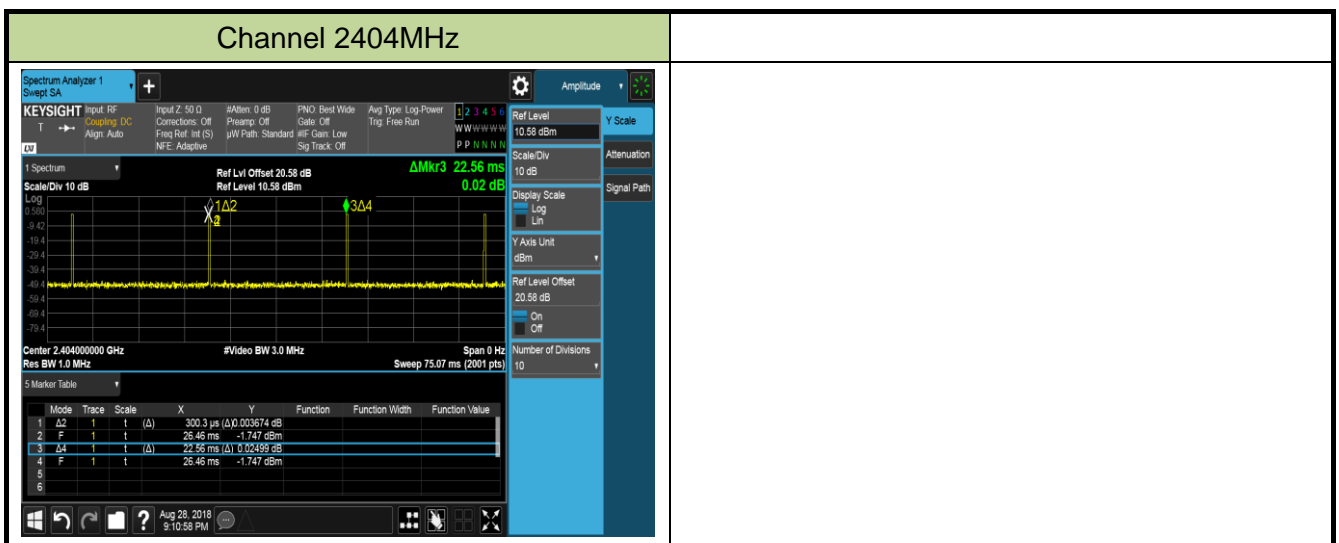 Channel 2404MHz
Spectrum Analyzer 1
Swept SA
+
Amplitude
KEYSIGHT
T
Input: RF
Coupling: DC
Align: Auto
Input Z: 50 Ω
Corrections: Off
Freq Ref: Int (S)
NFE: Adaptive
#Atten: 0 dB
Preamp: Off
µW Path: Standard
PNO: Best Wide
Gate: Off
#IF Gain: Low
Sig Track: Off
Avg Type: Log-Power
Trig: Free Run
1 2 3 4 5 6
W W W W W W
P P N N N N
LXI
1 Spectrum
Scale/Div 10 dB
Log
Ref Lvl Offset 20.58 dB
Ref Level 10.58 dBm
ΔMkr3 22.56 ms
0.02 dB
0.580
-9.42
-19.4
-29.4
-39.4
-49.4
-59.4
-69.4
-79.4
1Δ2
3Δ4
Center 2.404000000 GHz
#Video BW 3.0 MHz
Span 0 Hz
Res BW 1.0 MHz
Sweep 75.07 ms (2001 pts)
5 Marker Table
Mode Trace Scale X Y Function Function Width Function Value
1 Δ2 1 t (Δ) 300.3 µs (Δ) 0.003674 dB
2 F 1 t 26.46 ms -1.747 dBm
3 Δ4 1 t (Δ) 22.56 ms (Δ) 0.02499 dB
4 F 1 t 26.46 ms -1.747 dBm
5
6
?
Aug 28, 2018
9:10:58 PM
Ref Level
10.58 dBm
Scale/Div
10 dB
Display Scale
Log
Lin
Y Axis Unit
dBm
Ref Level Offset
20.58 dB
On
Off
Number of Divisions
10
Y Scale
Attenuation
Signal Path